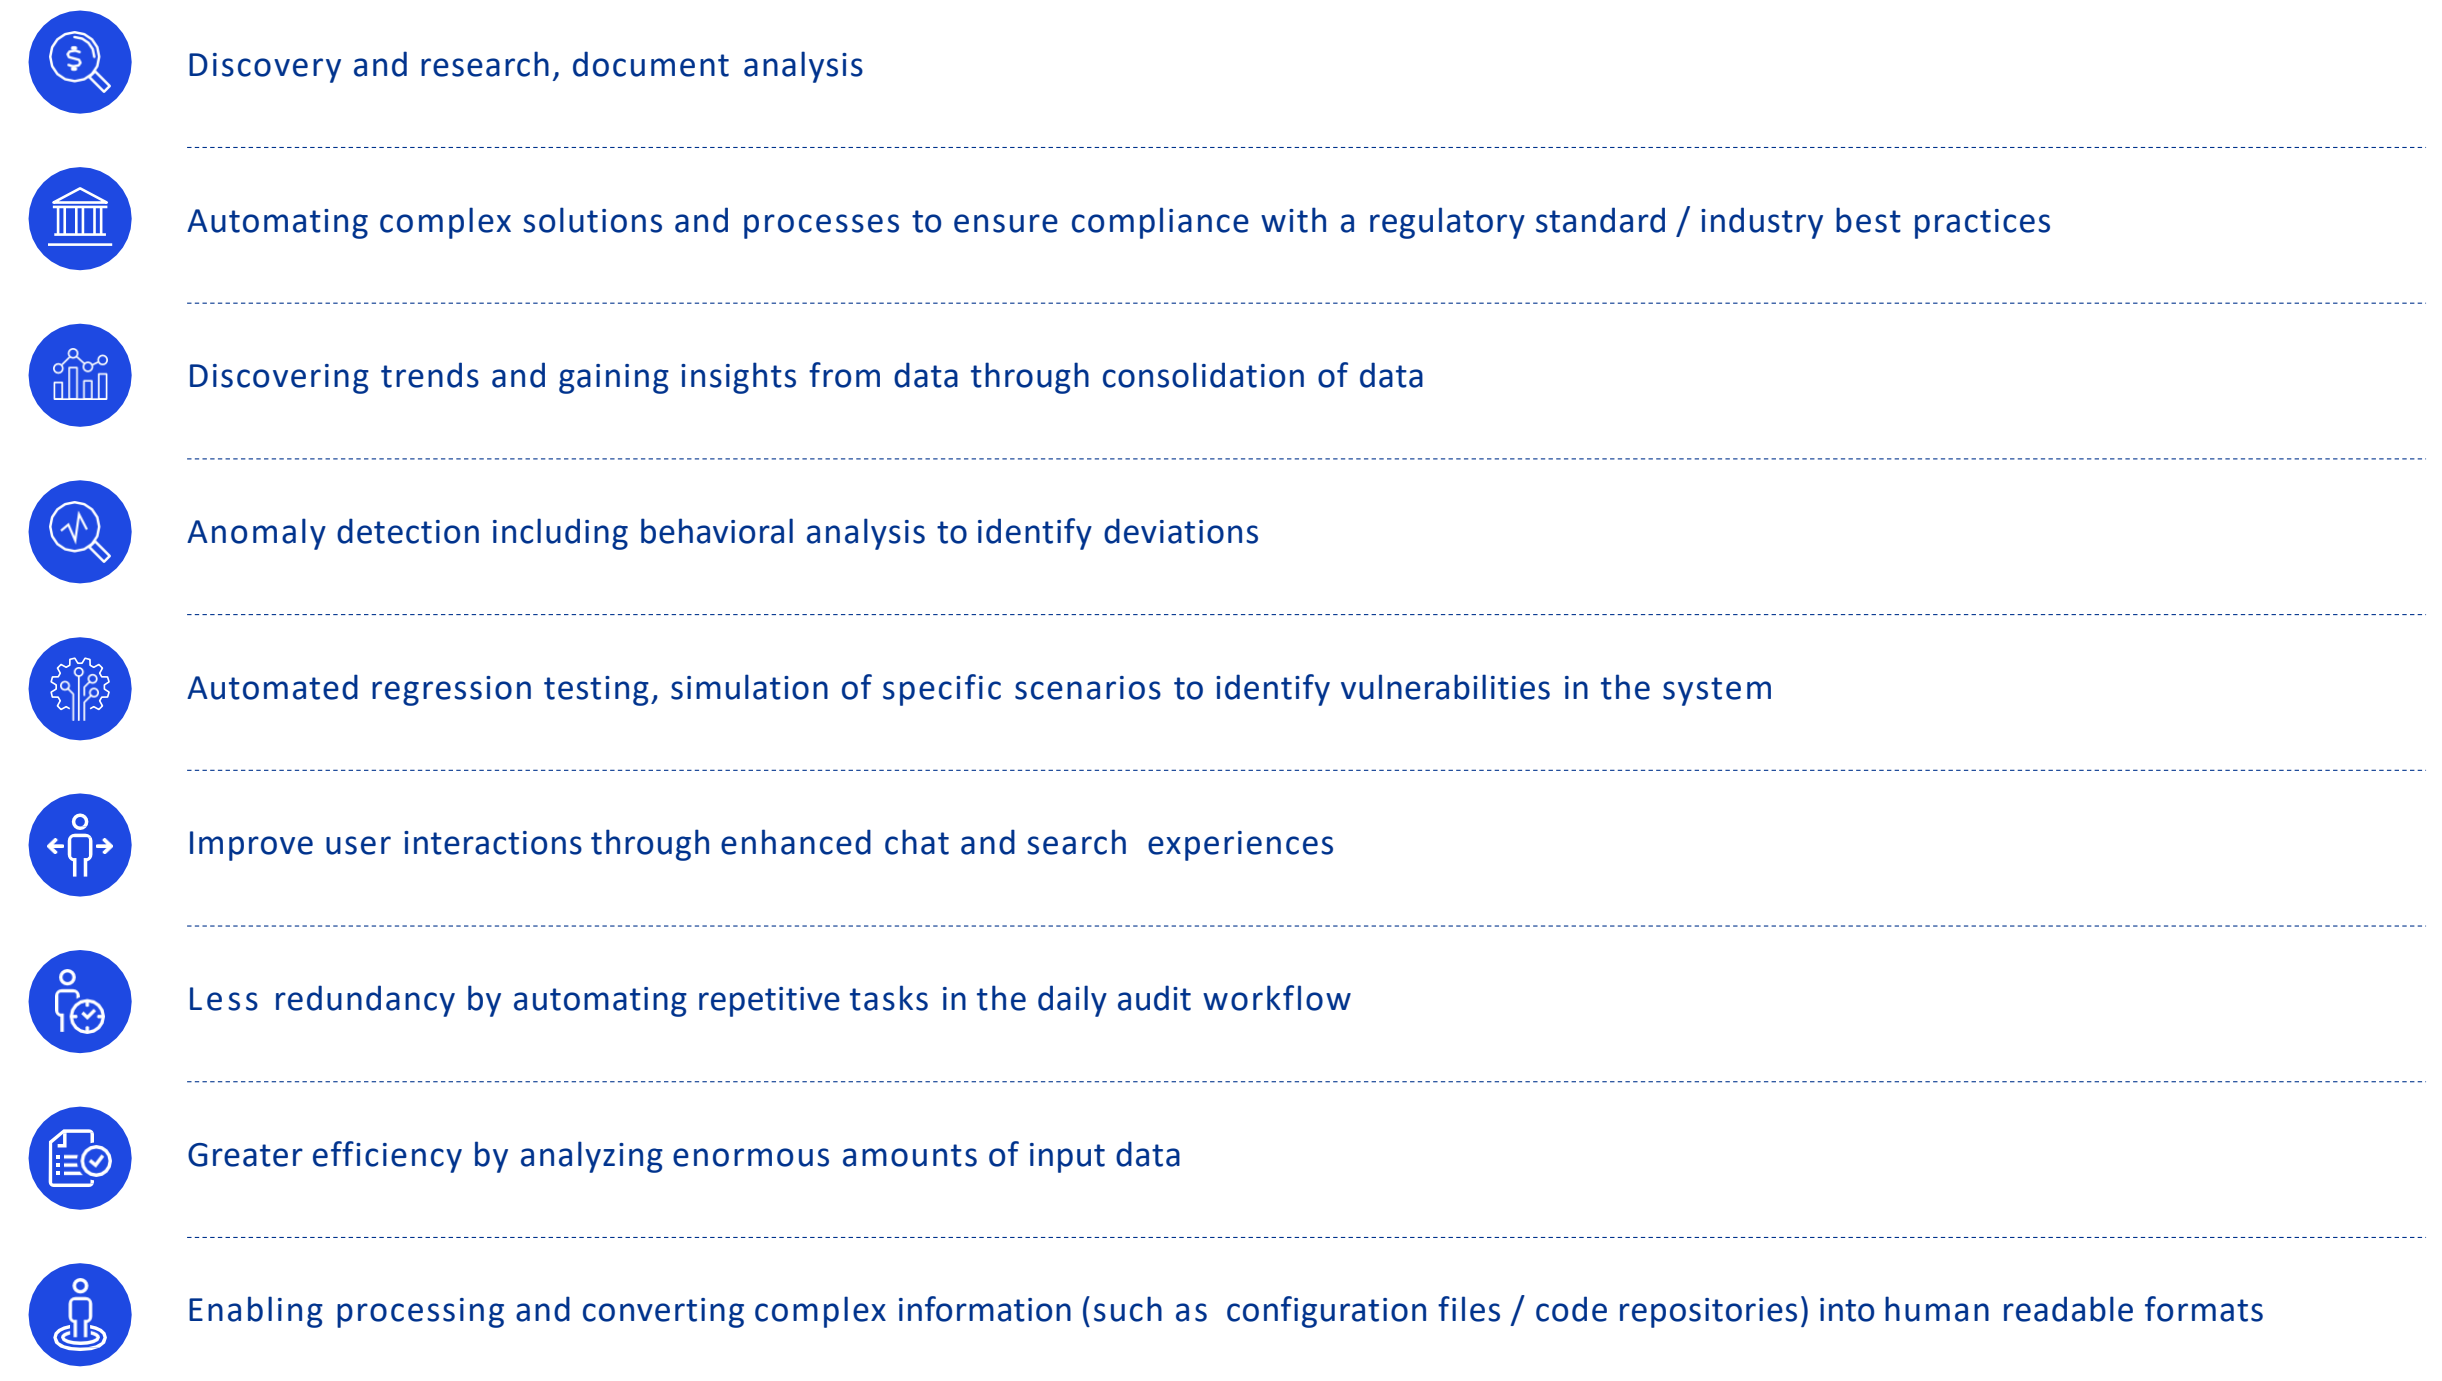 $
Discovery and research, document analysis
Automating complex solutions and processes to ensure compliance with a regulatory standard / industry best practices
Discovering trends and gaining insights from data through consolidation of data
Anomaly detection including behavioral analysis to identify deviations
Automated regression testing, simulation of specific scenarios to identify vulnerabilities in the system
Improve user interactions through enhanced chat and search experiences
Less redundancy by automating repetitive tasks in the daily audit workflow
Greater efficiency by analyzing enormous amounts of input data
Enabling processing and converting complex information (such as configuration files / code repositories) into human readable formats